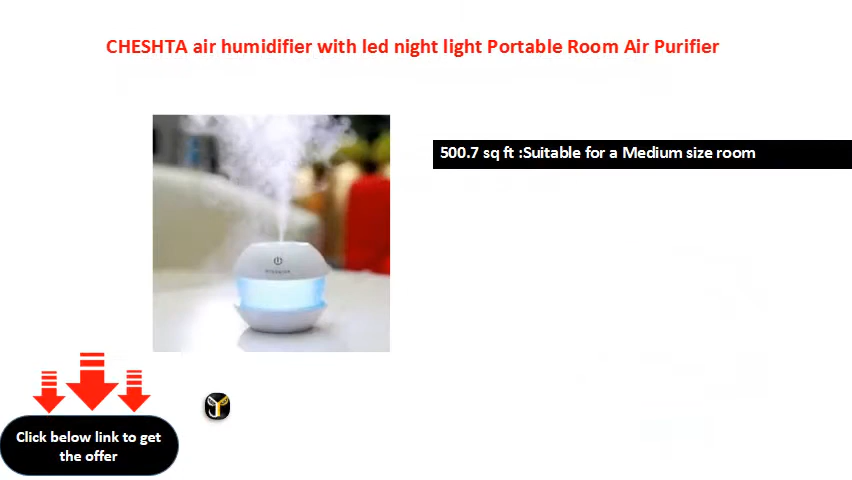 CHESHTA air humidifier with led night light Portable Room Air Purifier
500.7 sq ft :Suitable for a Medium size room
Click below link to get
the offer